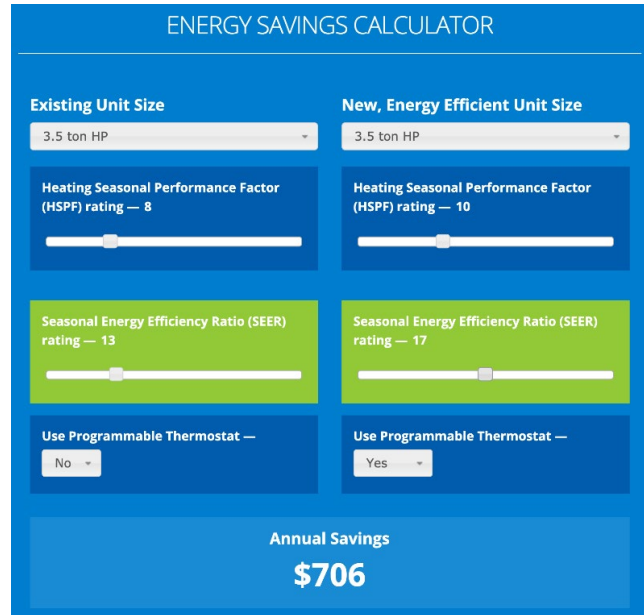 ENERGY SAVINGS CALCULATOR
Existing Unit Size
New, Energy Efficient Unit Size
3.5 ton HP
3.5 ton HP
Heating Seasonal Performance Factor
(HSPF) rating — 8
Heating Seasonal Performance Factor
(HSPF) rating — 10
Seasonal Energy Efficiency Ratio (SEER)
rating — 13
Seasonal Energy Efficiency Ratio (SEER)
rating — 17
Use Programmable Thermostat —
No
Use Programmable Thermostat —
Yes
Annual Savings
$706